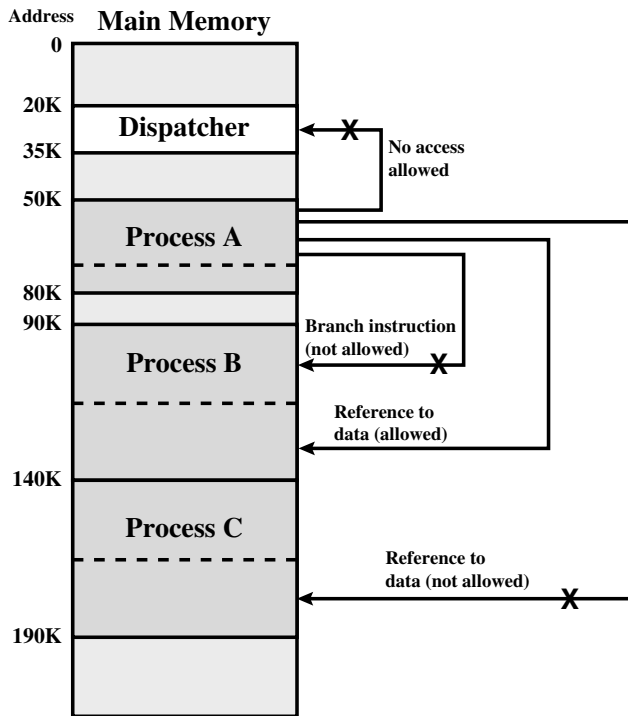 Address
Main Memory
0
20K
Dispatcher
35K
X
No access
allowed
50K
Process A
80K
90K
Branch instruction
(not allowed)
X
Process B
Reference to
data (allowed)
140K
Process C
Reference to
data (not allowed)
X
190K